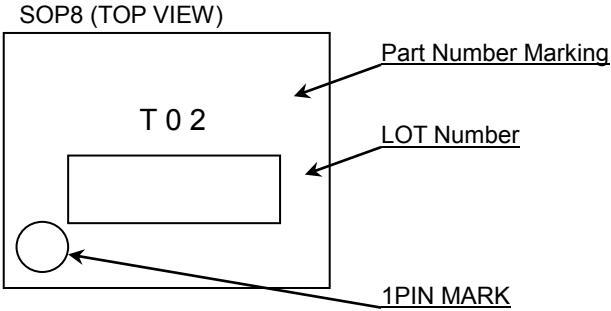 SOP8 (TOP VIEW)
Part Number Marking
T 0 2
LOT Number
1PIN MARK